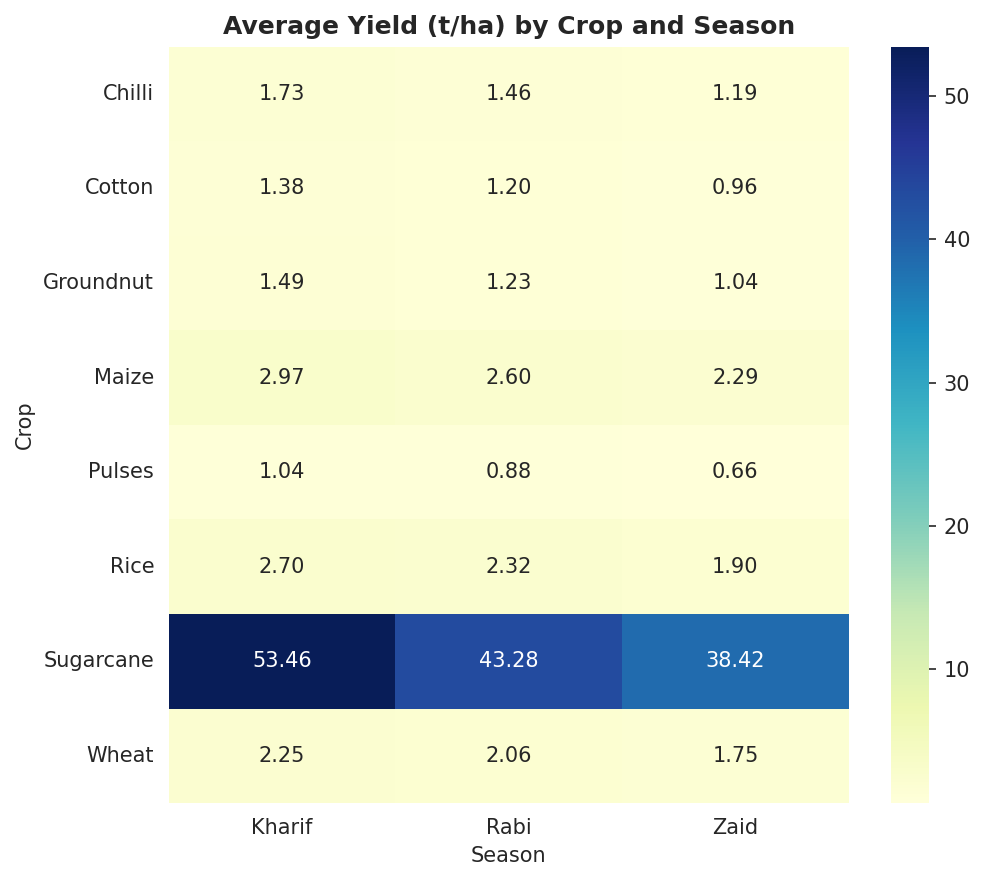 Average Yield (t/ha) by Crop and Season
Chilli 1.73 1.46 1.19
Cotton 1.38 1.20 0.96
Groundnut 1.49 1.23 1.04
Maize 2.97 2.60 2.29
Pulses 1.04 0.88 0.66
Rice 2.70 2.32 1.90
Sugarcane 53.46 43.28 38.42
Wheat 2.25 2.06 1.75
Kharif Rabi Zaid
Season
Crop
50
40
30
20
10